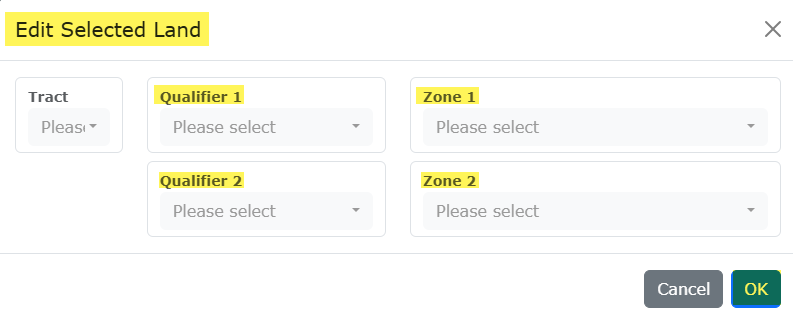 Edit Selected Land
Tract Qualifier 1 Zone 1
Pleas Please select Please select
Qualifier 2 Zone 2
Please select Please select
Cancel OK